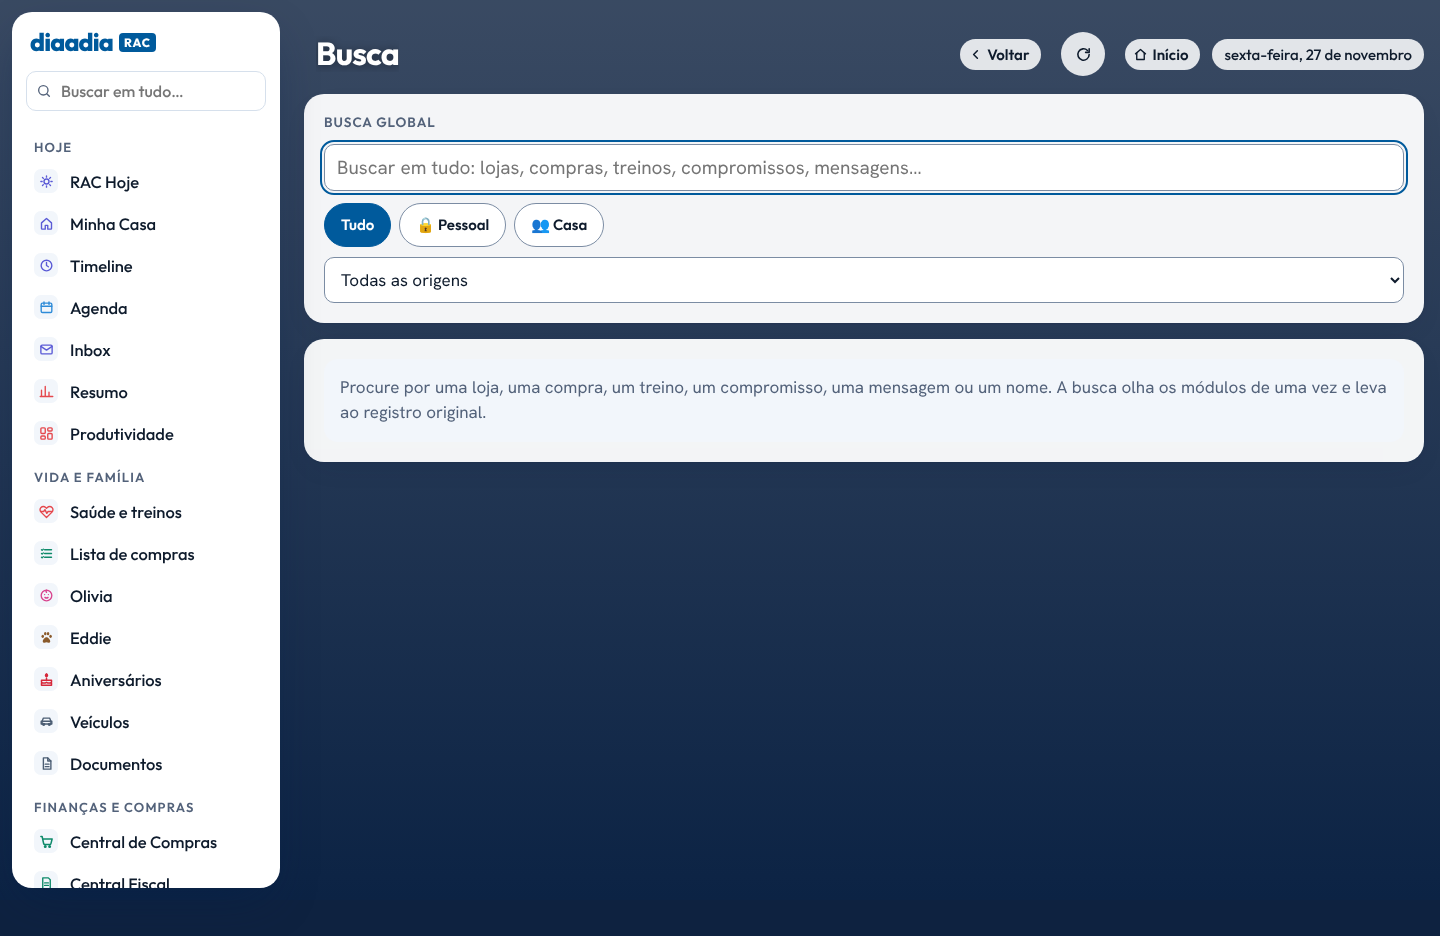 diaadia RAC
Buscar em tudo...
HOJE
RAC Hoje
Minha Casa
Timeline
Agenda
Inbox
Resumo
Produtividade
VIDA E FAMÍLIA
Saúde e treinos
Lista de compras
Olivia
Eddie
Aniversários
Veículos
Documentos
FINANÇAS E COMPRAS
Central de Compras
Central Fiscal
Busca
Voltar
Início
sexta-feira, 27 de novembro
BUSCA GLOBAL
Buscar em tudo: lojas, compras, treinos, compromissos, mensagens...
Tudo
Pessoal
Casa
Todas as origens
Procure por uma loja, uma compra, um treino, um compromisso, uma mensagem ou um nome. A busca olha os módulos de uma vez e leva
ao registro original.